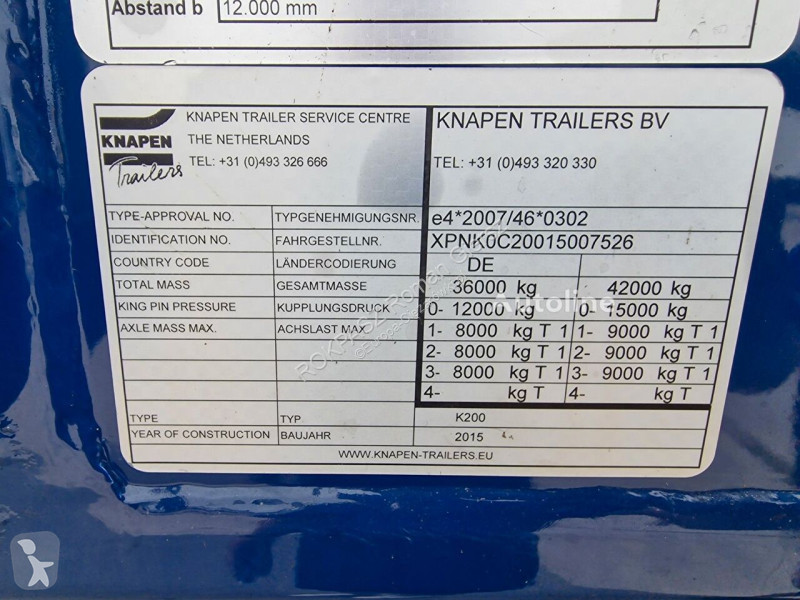 Abstand b 12.000 mm
KNAPEN Trailers
KNAPEN TRAILER SERVICE CENTRE
THE NETHERLANDS
TEL: +31 (0)493 326 666
KNAPEN TRAILERS BV
TEL: +31 (0)493 320 330
TYPE-APPROVAL NO. TYPGENEHMIGUNGSNR. e4*2007/46*0302
IDENTIFICATION NO. FAHRGESTELLNR. XPNK0C20015007526
COUNTRY CODE LÄNDERCODIERUNG DE
TOTAL MASS GESAMTMASSE 36000 kg 42000 kg
KING PIN PRESSURE KUPPLUNGSDRUCK 0- 12000 kg 0- 15000 kg
AXLE MASS MAX. ACHSLAST MAX. 1- 8000 kg T 1 1- 9000 kg T 1
2- 8000 kg T 1 2- 9000 kg T 1
3- 8000 kg T 1 3- 9000 kg T 1
4- kg T 4- kg T
TYPE TYP K200
YEAR OF CONSTRUCTION BAUJAHR 2015
WWW.KNAPEN-TRAILERS.EU
Autoline